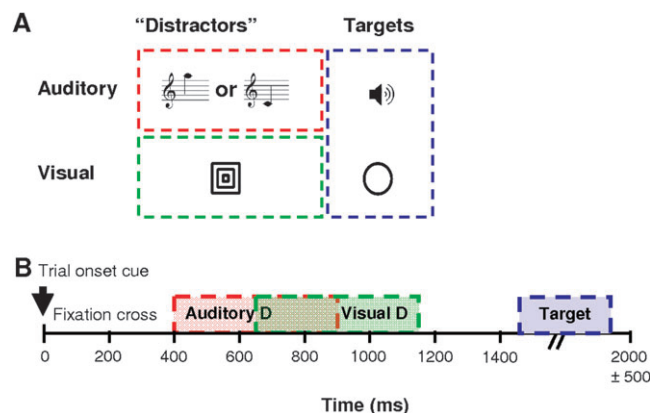 A
“Distractors” Targets
Auditory
or
Visual
B
Trial onset cue
Fixation cross
Auditory D Visual D Target
0 200 400 600 800 1000 1200 1400 2000
± 500
Time (ms)